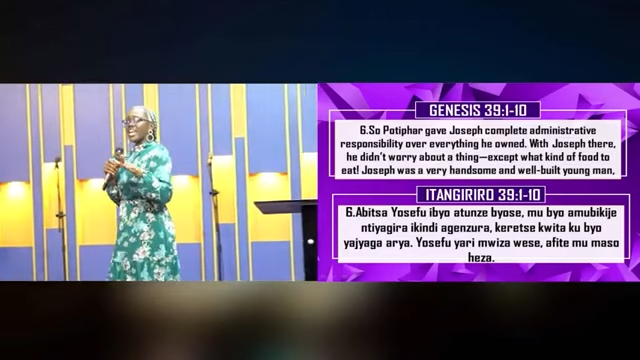 GENESIS 39:1-10
6.So Potiphar gave Joseph complete administrative
responsibility over everything he owned. With Joseph there,
he didn't worry about a thing—except what kind of food to
eat! Joseph was a very handsome and well-built young man,
ITANGIRIRO 39:1-10
6.Abitsa Yosefu ibyo atunze byose, mu byo amubikije
ntiyagira ikindi agenzura, keretse kwita ku byo
yajyaga arya. Yosefu yari mwiza wese, afite mu maso
heza.